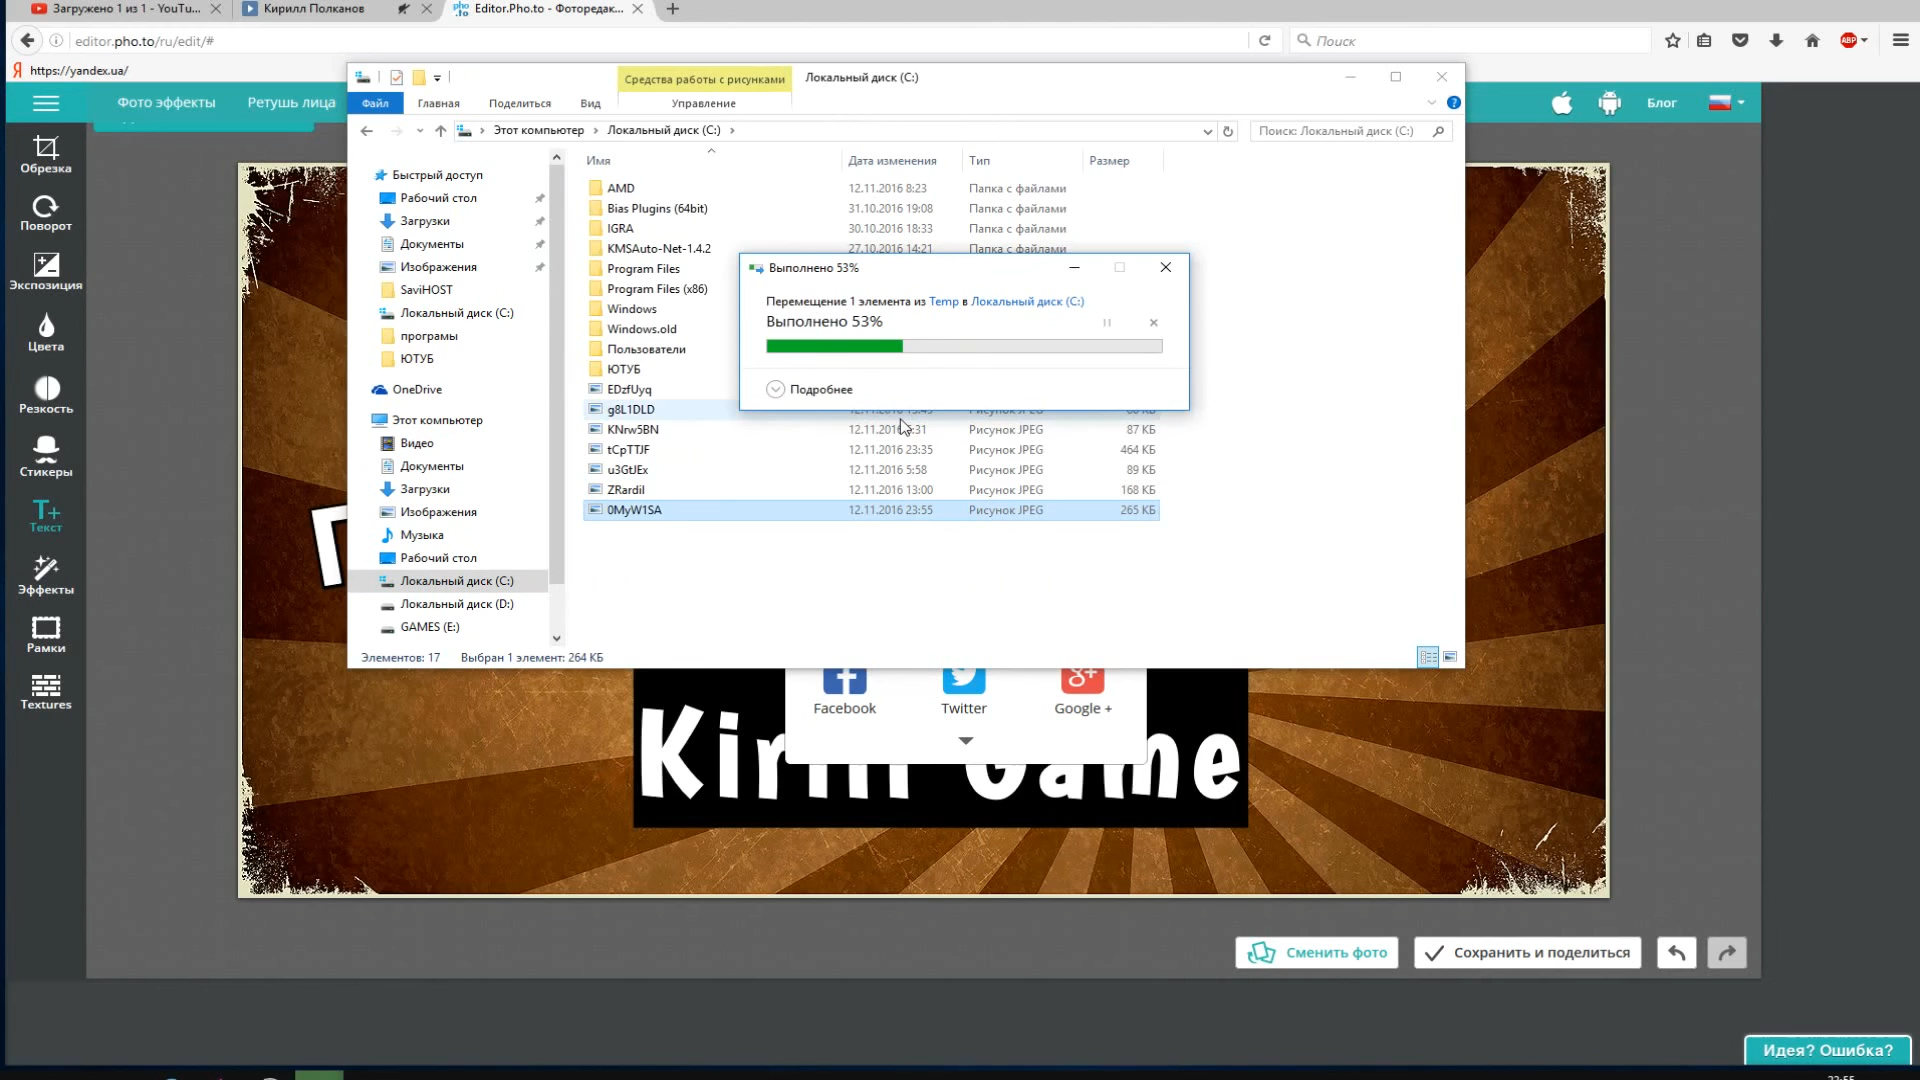 Загружено 1 из 1 - YouTu...
Кирилл Полканов
Editor.Pho.to - Фоторедак...
editor.pho.to/ru/edit/#
Поиск
https://yandex.ua/
Фото эффекты
Ретушь лица
Блог
Средства работы с рисунками
Локальный диск (C:)
Файл
Главная
Поделиться
Вид
Управление
Этот компьютер
Локальный диск (C:)
Поиск: Локальный диск (C:)
Имя
Дата изменения
Тип
Размер
AMD 12.11.2016 8:23 Папка с файлами
Bias Plugins (64bit) 31.10.2016 19:08 Папка с файлами
IGRA 30.10.2016 18:33 Папка с файлами
KMSAuto-Net-1.4.2 27.10.2016 14:21 Папка с файлами
Program Files
Program Files (x86)
Windows
Windows.old
Пользователи
ЮТУБ
EDzfUyq
g8L1DLD
KNrw5BN 12.11.2016 :31 Рисунок JPEG 87 КБ
tCpTTJF 12.11.2016 23:35 Рисунок JPEG 464 КБ
u3GtJEx 12.11.2016 5:58 Рисунок JPEG 89 КБ
ZRardil 12.11.2016 13:00 Рисунок JPEG 168 КБ
0MyW1SA 12.11.2016 23:55 Рисунок JPEG 265 КБ
Быстрый доступ
Рабочий стол
Загрузки
Документы
Изображения
SaviHOST
Локальный диск (C:)
програмы
ЮТУБ
OneDrive
Этот компьютер
Видео
Документы
Загрузки
Изображения
Музыка
Рабочий стол
Локальный диск (C:)
Локальный диск (D:)
GAMES (E:)
Элементов: 17
Выбран 1 элемент: 264 КБ
Выполнено 53%
Перемещение 1 элемента из Temp в Локальный диск (C:)
Выполнено 53%
Подробнее
Обрезка
Поворот
Экспозиция
Цвета
Резкость
Стикеры
Текст
Эффекты
Рамки
Textures
Facebook
Twitter
Google +
Kirill Game
Сменить фото
Сохранить и поделиться
Идея? Ошибка?